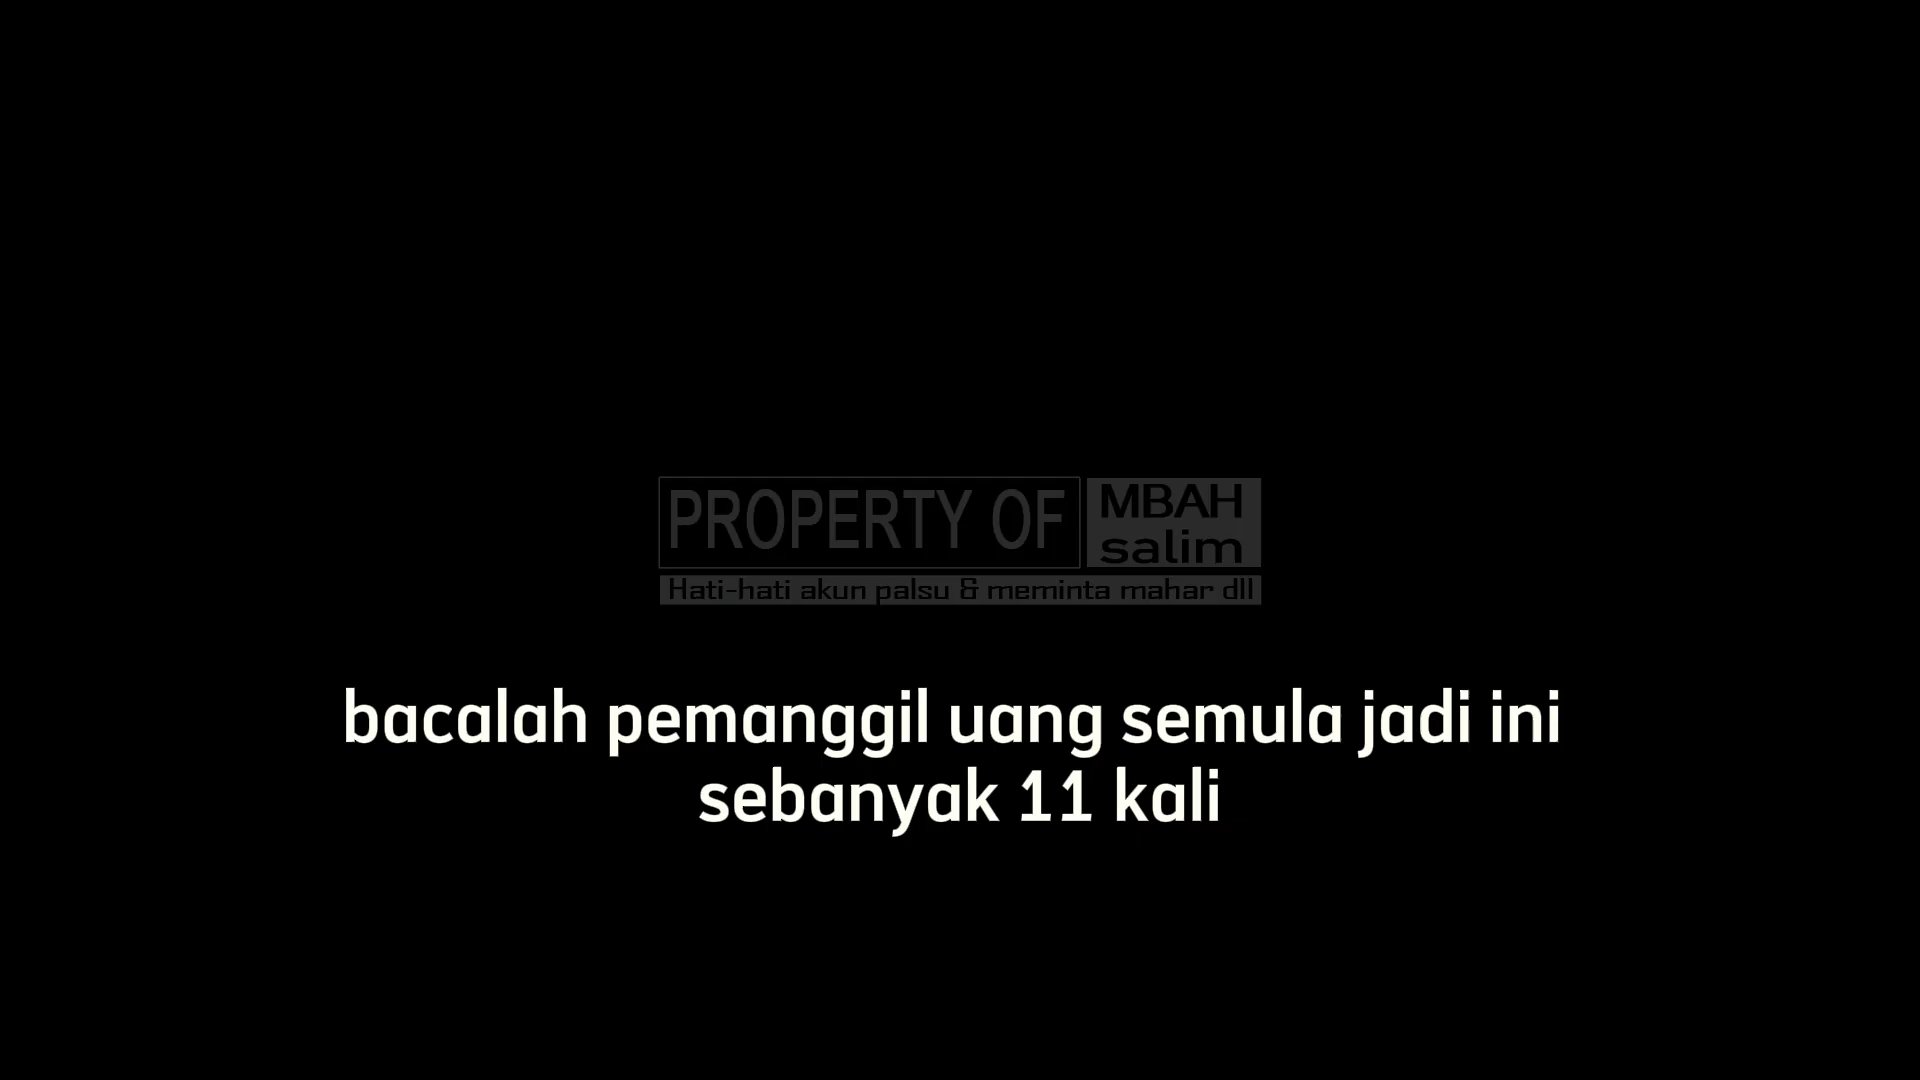 PROPERTY OF MBAH salim
Hati-hati akun palsu & meminta mahar dll
bacalah pemanggil uang semula jadi ini
sebanyak 11 kali